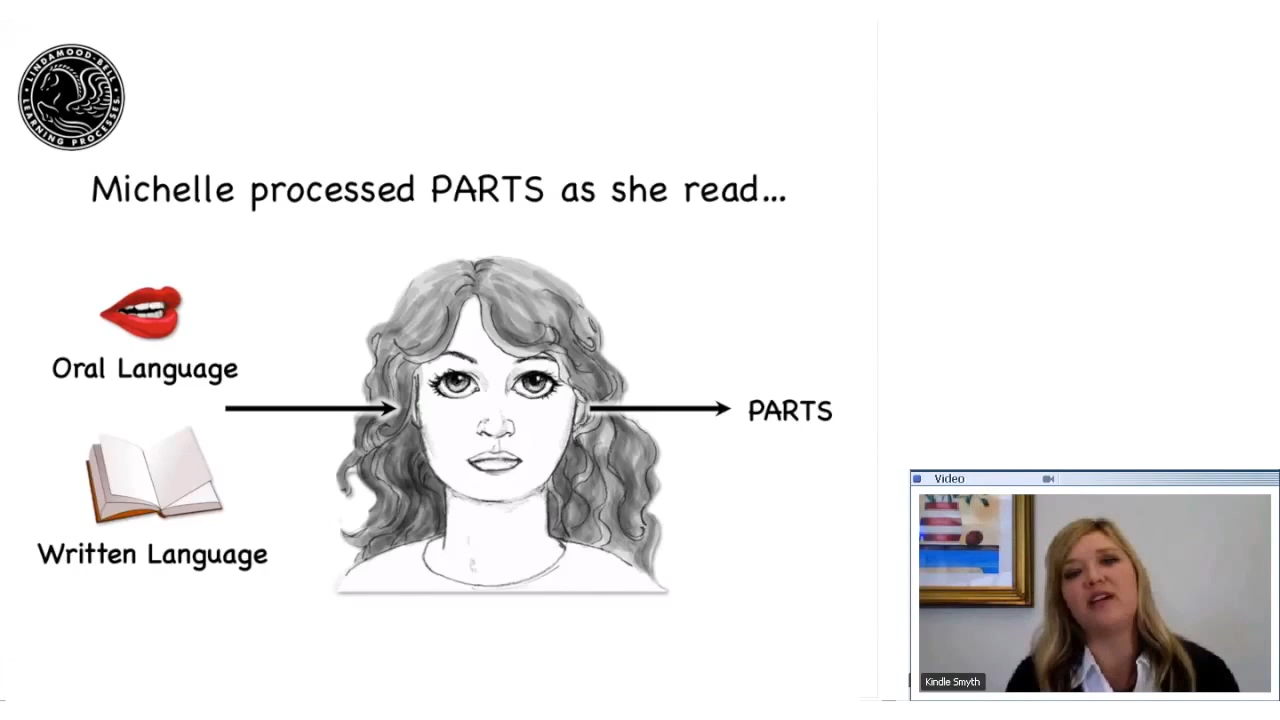 LINDAMOOD-BELL
LEARNING PROCESSES
Michelle processed PARTS as she read...
Oral Language
PARTS
Written Language
Video
Kindle Smyth